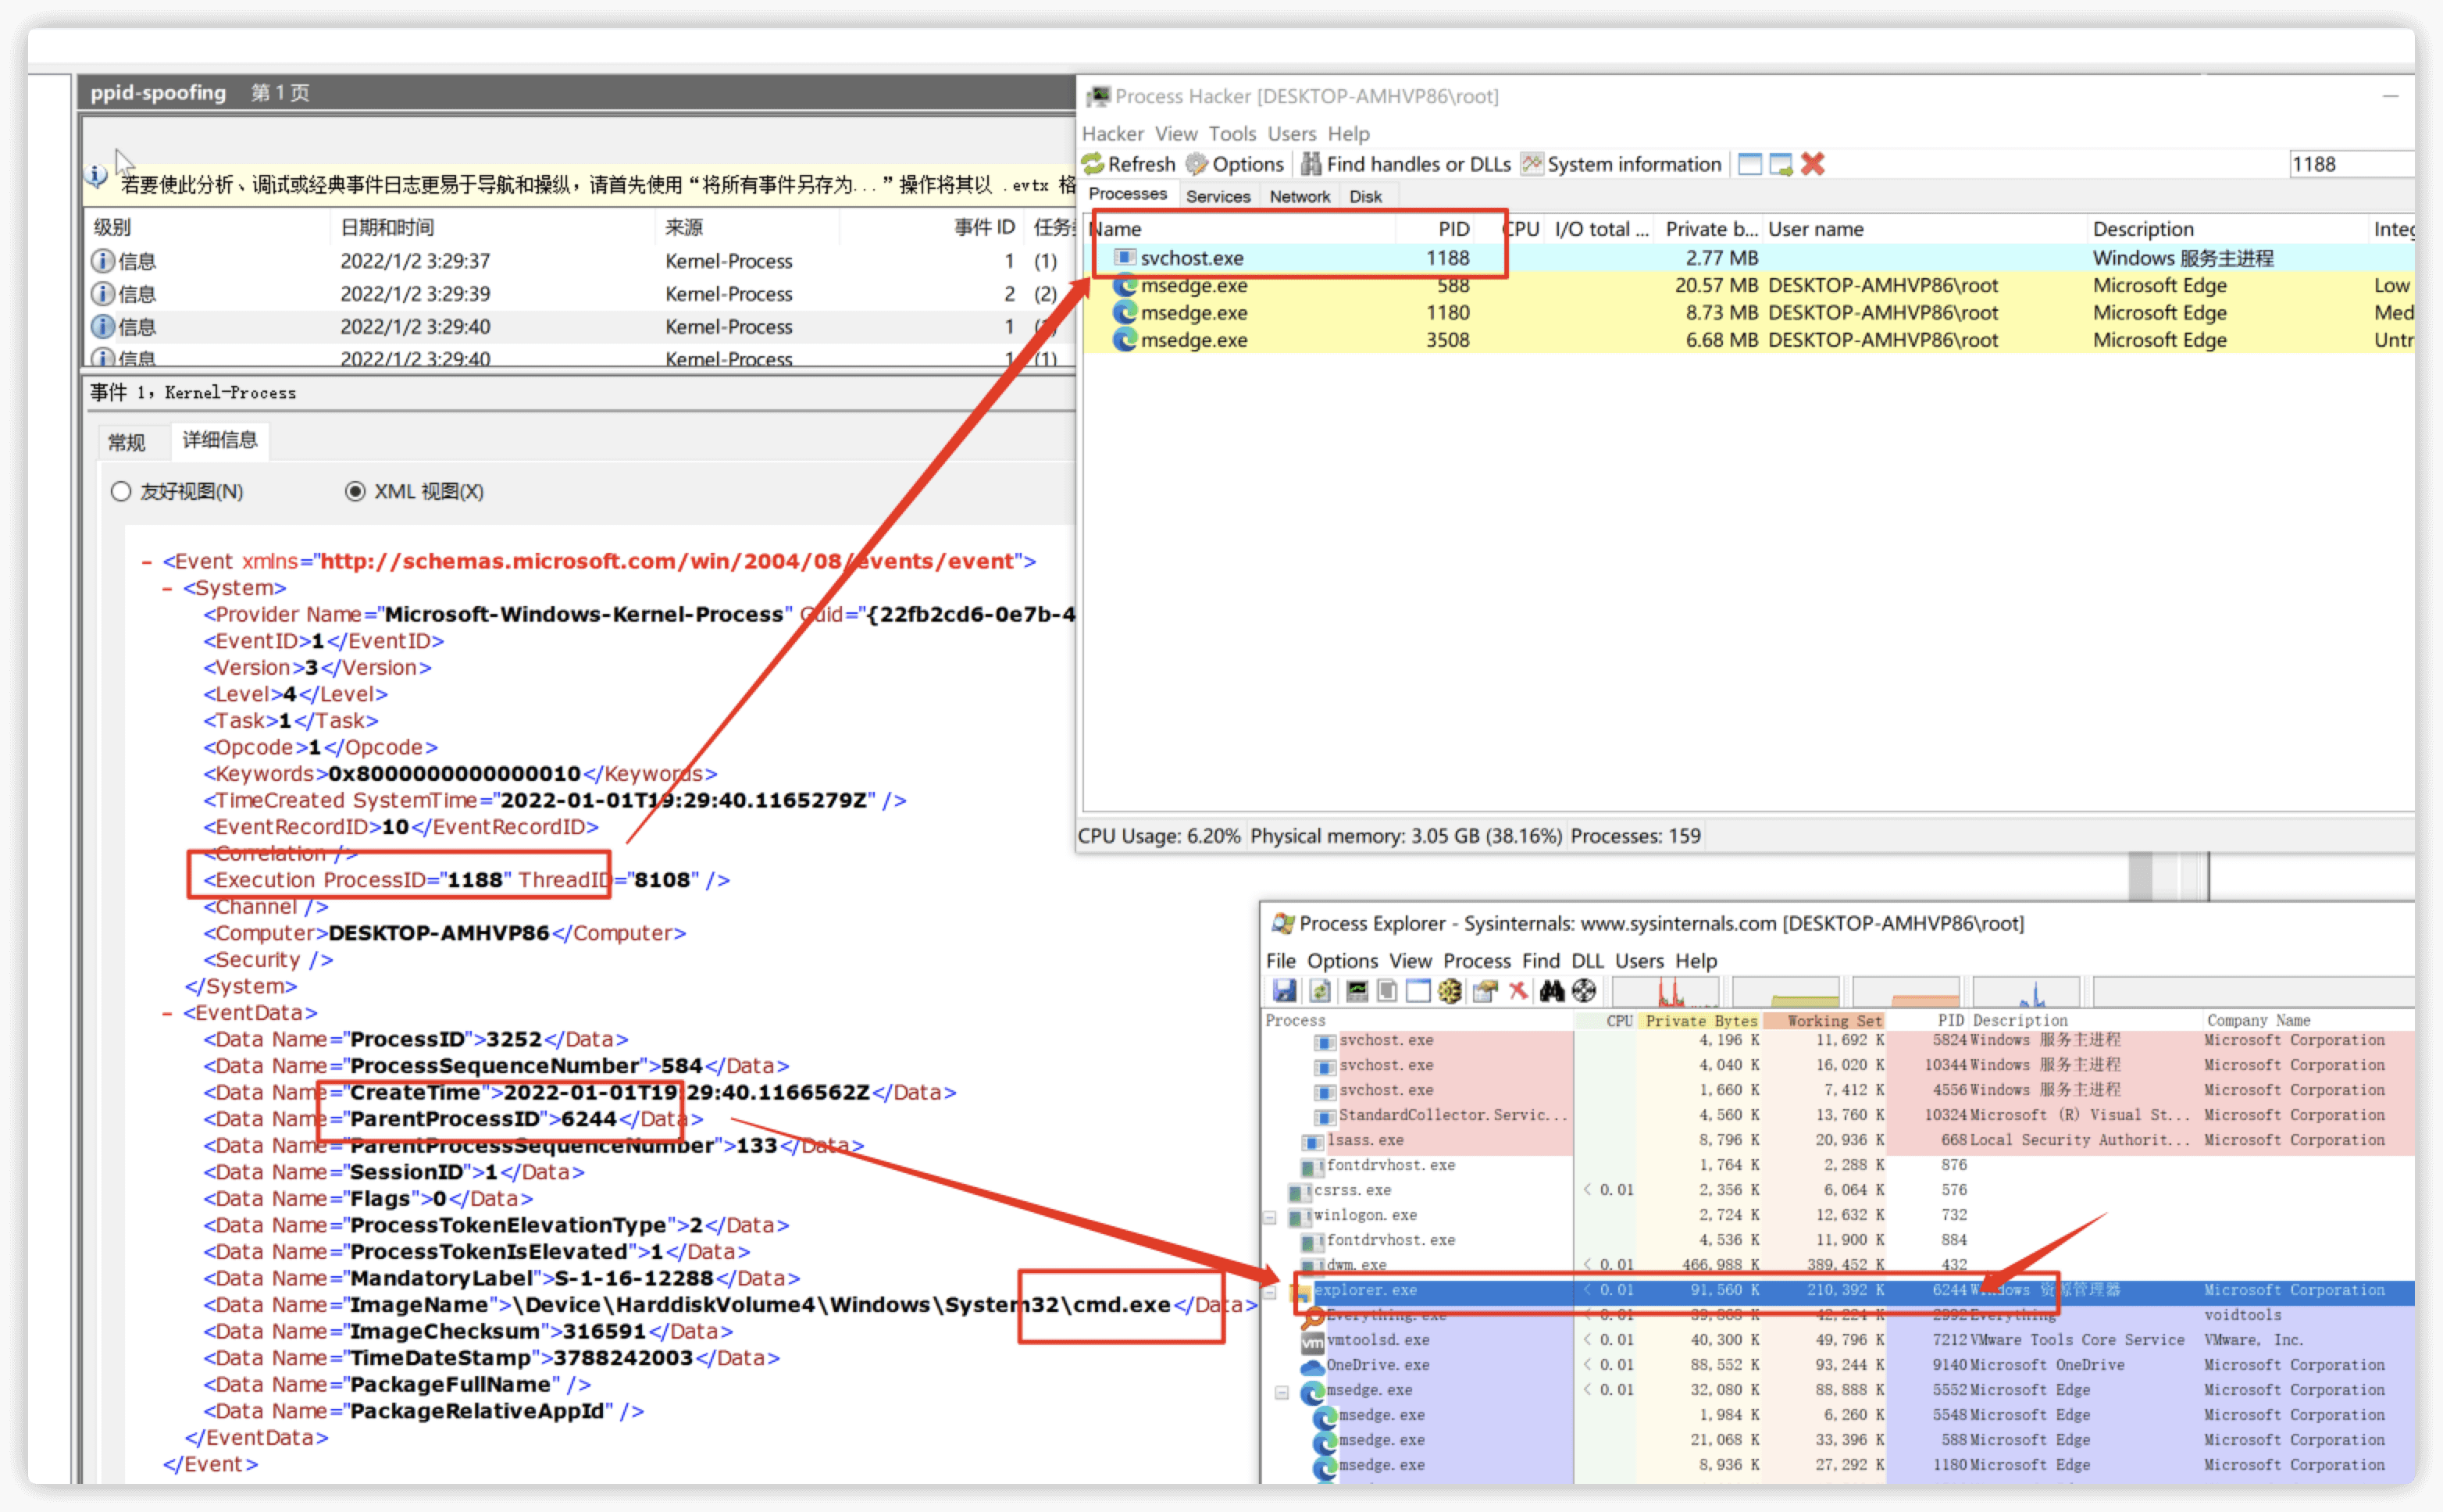 ppid-spoofing 第 1 页
若要使此分析、调试或经典事件日志更易于导航和操纵，请首先使用“将所有事件另存为...”操作将其以 .evtx 格
级别 日期和时间 来源 事件 ID 任务
信息 2022/1/2 3:29:37 Kernel-Process 1 (1)
信息 2022/1/2 3:29:39 Kernel-Process 2 (2)
信息 2022/1/2 3:29:40 Kernel-Process 1
信息 2022/1/2 3:29:40 Kernel-Process 1 (1)
事件 1，Kernel-Process
常规 详细信息
友好视图(N) XML 视图(X)
- <Event xmlns="http://schemas.microsoft.com/win/2004/08/events/event">
- <System>
<Provider Name="Microsoft-Windows-Kernel-Process" Guid="{22fb2cd6-0e7b-4
<EventID>1</EventID>
<Version>3</Version>
<Level>4</Level>
<Task>1</Task>
<Opcode>1</Opcode>
<Keywords>0x8000000000000010</Keywords>
<TimeCreated SystemTime="2022-01-01T19:29:40.1165279Z" />
<EventRecordID>10</EventRecordID>
<Correlation />
<Execution ProcessID="1188" ThreadID="8108" />
<Channel />
<Computer>DESKTOP-AMHVP86</Computer>
<Security />
</System>
- <EventData>
<Data Name="ProcessID">3252</Data>
<Data Name="ProcessSequenceNumber">584</Data>
<Data Name="CreateTime">2022-01-01T19:29:40.1166562Z</Data>
<Data Name="ParentProcessID">6244</Data>
<Data Name="ParentProcessSequenceNumber">133</Data>
<Data Name="SessionID">1</Data>
<Data Name="Flags">0</Data>
<Data Name="ProcessTokenElevationType">2</Data>
<Data Name="ProcessTokenIsElevated">1</Data>
<Data Name="MandatoryLabel">S-1-16-12288</Data>
<Data Name="ImageName">\Device\HarddiskVolume4\Windows\System32\cmd.exe</Data>
<Data Name="ImageChecksum">316591</Data>
<Data Name="TimeDateStamp">3788242003</Data>
<Data Name="PackageFullName" />
<Data Name="PackageRelativeAppId" />
</EventData>
</Event>
Process Hacker [DESKTOP-AMHVP86\root]
Hacker View Tools Users Help
Refresh Options Find handles or DLLs System information 1188
Processes Services Network Disk
Name PID CPU I/O total ... Private b... User name Description Integ
svchost.exe 1188 2.77 MB Windows 服务主进程
msedge.exe 588 20.57 MB DESKTOP-AMHVP86\root Microsoft Edge Low
msedge.exe 1180 8.73 MB DESKTOP-AMHVP86\root Microsoft Edge Med
msedge.exe 3508 6.68 MB DESKTOP-AMHVP86\root Microsoft Edge Untr
CPU Usage: 6.20% Physical memory: 3.05 GB (38.16%) Processes: 159
Process Explorer - Sysinternals: www.sysinternals.com [DESKTOP-AMHVP86\root]
File Options View Process Find DLL Users Help
Process CPU Private Bytes Working Set PID Description Company Name
svchost.exe 4,196 K 11,692 K 5824 Windows 服务主进程 Microsoft Corporation
svchost.exe 4,040 K 16,020 K 10344 Windows 服务主进程 Microsoft Corporation
svchost.exe 1,660 K 7,412 K 4556 Windows 服务主进程 Microsoft Corporation
StandardCollector.Servic... 4,560 K 13,760 K 10324 Microsoft (R) Visual St... Microsoft Corporation
lsass.exe 8,796 K 20,936 K 668 Local Security Authorit... Microsoft Corporation
fontdrvhost.exe 1,764 K 2,288 K 876
csrss.exe < 0.01 2,356 K 6,064 K 576
winlogon.exe 2,724 K 12,632 K 732
fontdrvhost.exe 4,536 K 11,900 K 884
dwm.exe < 0.01 466,988 K 389,452 K 432
explorer.exe < 0.01 91,560 K 210,392 K 6244 Windows 资源管理器 Microsoft Corporation
Everything.exe < 0.01 Everything voidtools
vmtoolsd.exe < 0.01 40,300 K 49,796 K 7212 VMware Tools Core Service VMware, Inc.
OneDrive.exe < 0.01 88,552 K 93,244 K 9140 Microsoft OneDrive Microsoft Corporation
msedge.exe < 0.01 32,080 K 88,888 K 5552 Microsoft Edge Microsoft Corporation
msedge.exe 1,984 K 6,260 K 5548 Microsoft Edge Microsoft Corporation
msedge.exe 21,068 K 33,396 K 588 Microsoft Edge Microsoft Corporation
msedge.exe 8,936 K 27,292 K 1180 Microsoft Edge Microsoft Corporation